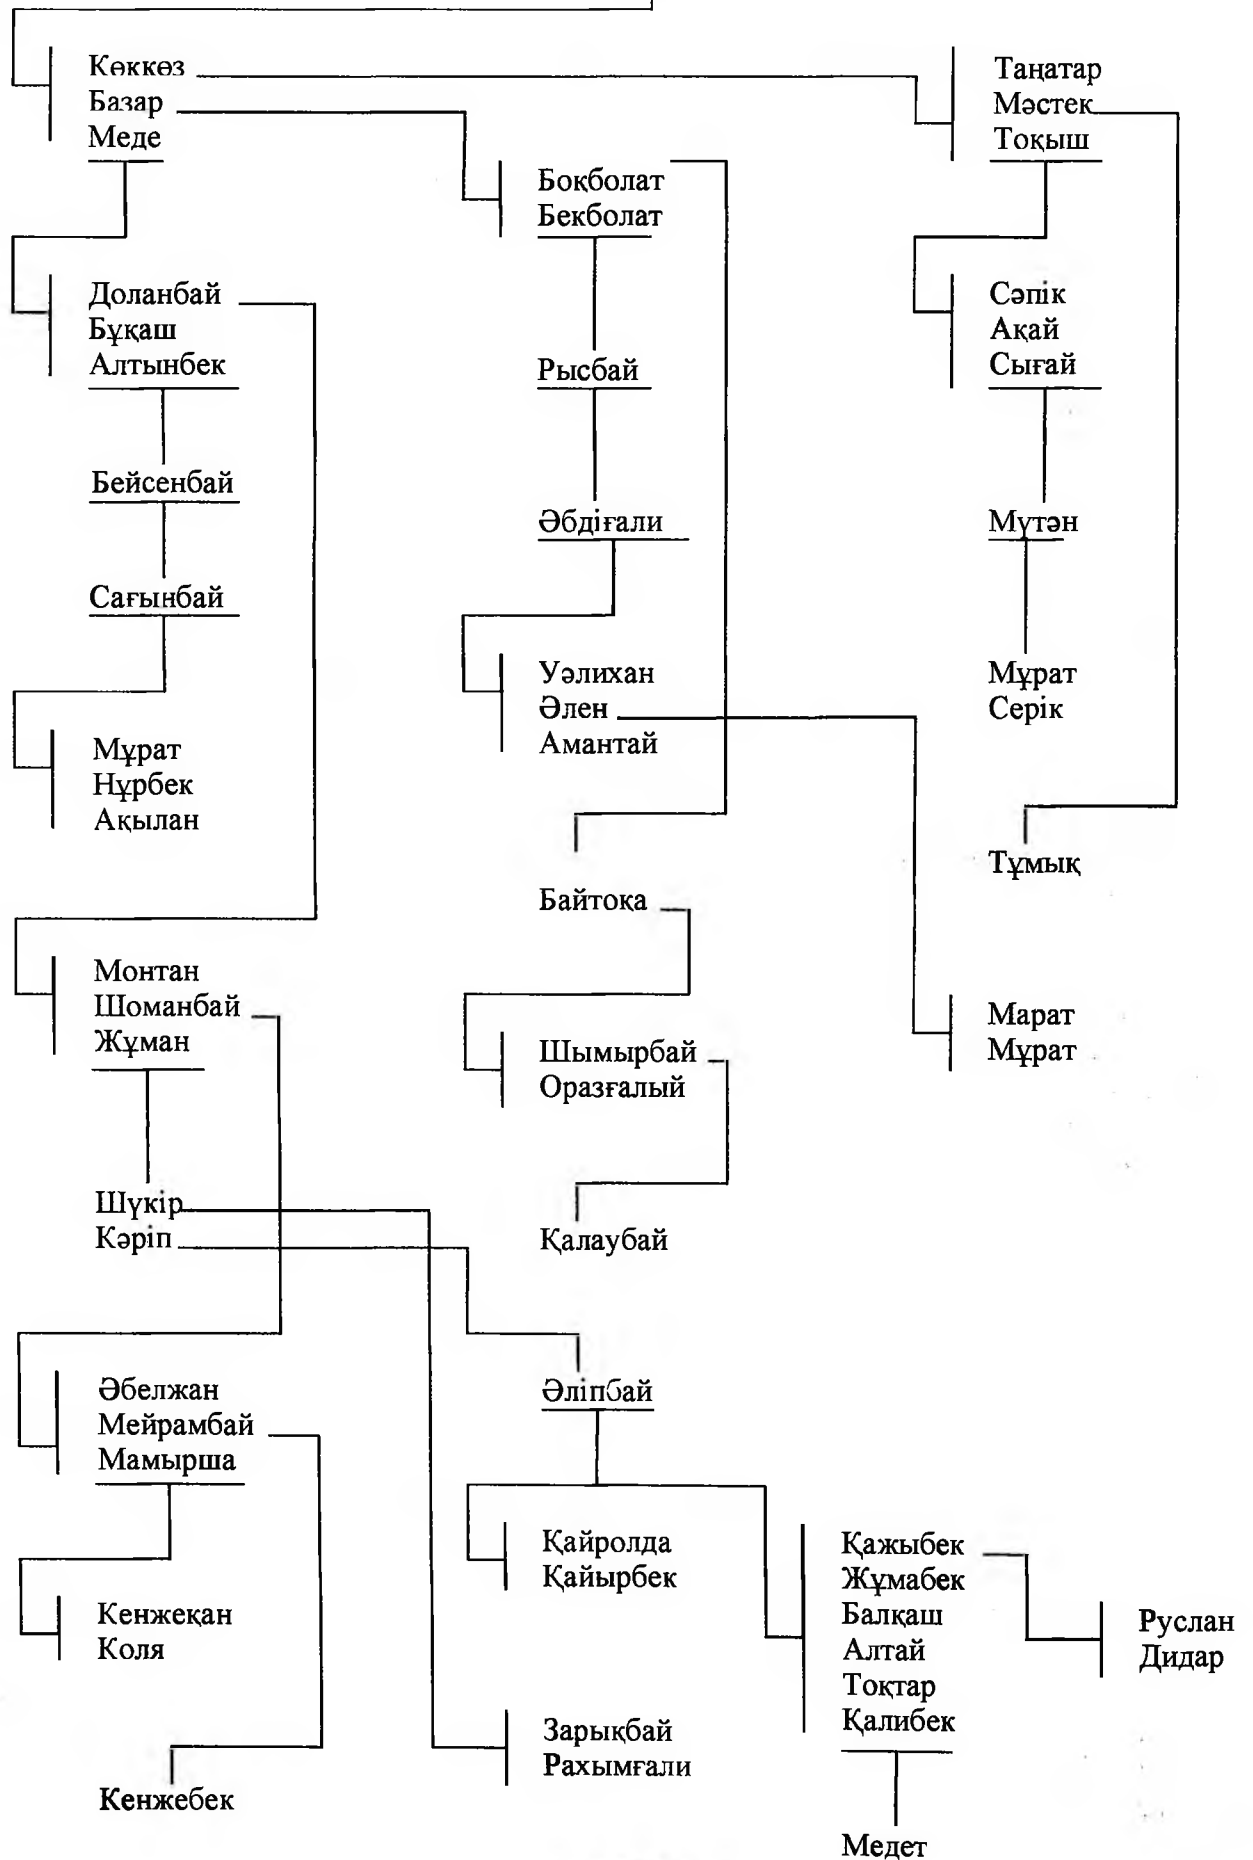 Көккөз
Базар
Меде
Таңатар
Мәстек
Тоқыш
Боқболат
Бекболат
Доланбай
Бұқаш
Алтынбек
Сәпік
Ақай
Сығай
Рысбай
Бейсенбай
Әбдіғали
Мүтән
Сағынбай
Уәлихан
Әлен
Амантай
Мұрат
Серік
Мұрат
Нұрбек
Ақылан
Тұмық
Байтоқа
Монтан
Шоманбай
Жұман
Марат
Мұрат
Шымырбай
Оразғалый
Шүкір
Кәріп
Қалаубай
Әбелжан
Мейрамбай
Мамырша
Әліпбай
Қайролда
Қайырбек
Қажыбек
Жұмабек
Балқаш
Алтай
Тоқтар
Қалибек
Руслан
Дидар
Кенжеқан
Коля
Зарықбай
Рахымғали
Кенжебек
Медет